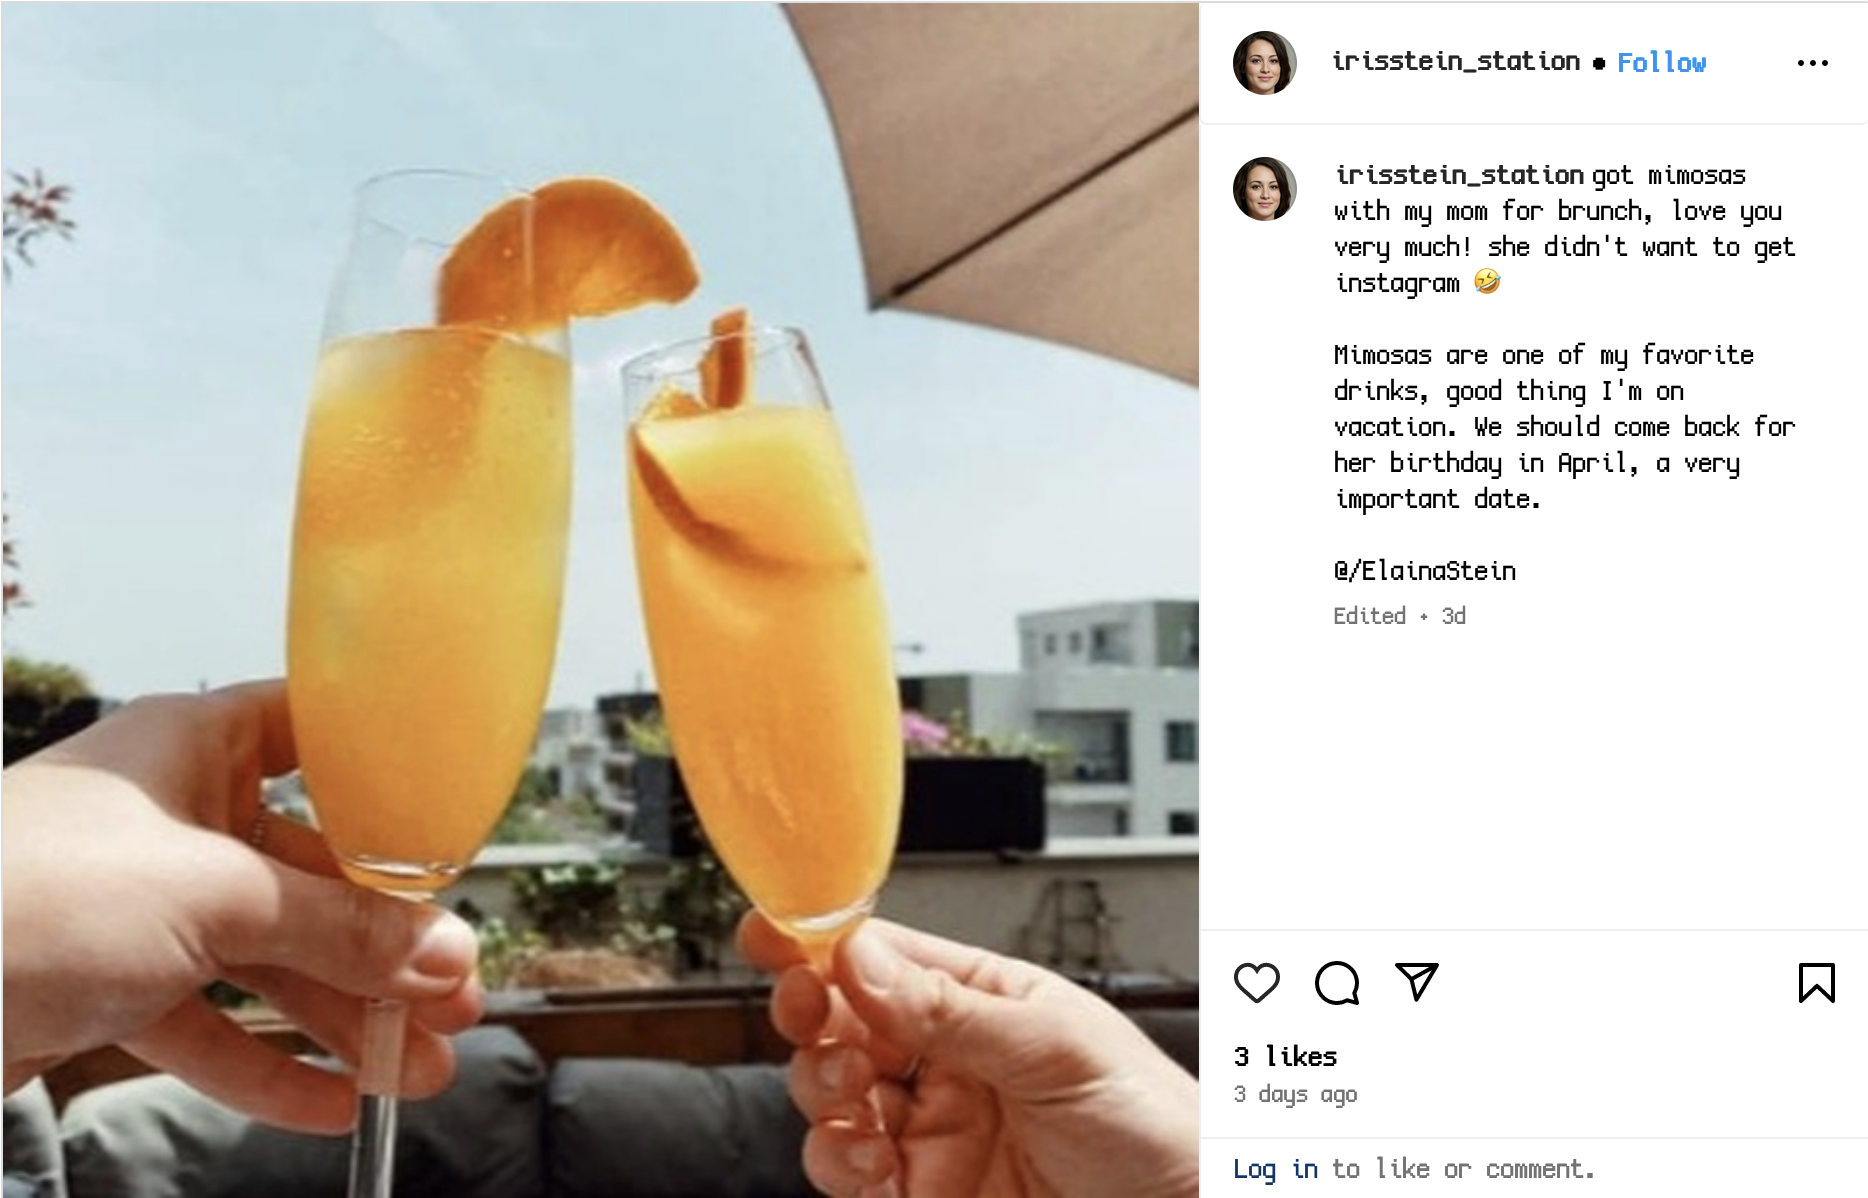 irisstein_station • Follow
irisstein_station got mimosas
with my mom for brunch, love you
very much! she didn't want to get
instagram 🤣
Mimosas are one of my favorite
drinks, good thing I'm on
vacation. We should come back for
her birthday in April, a very
important date.
@/ElainaStein
Edited • 3d
3 likes
3 days ago
Log in to like or comment.